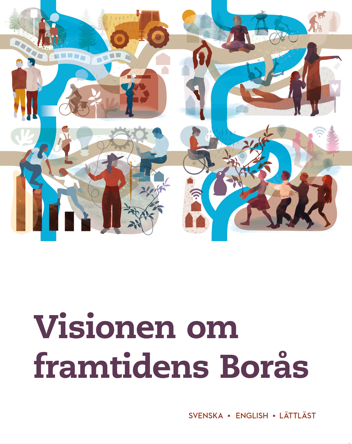 Visionen om
framtidens Borås
SVENSKA • ENGLISH • LÄTTLÄST